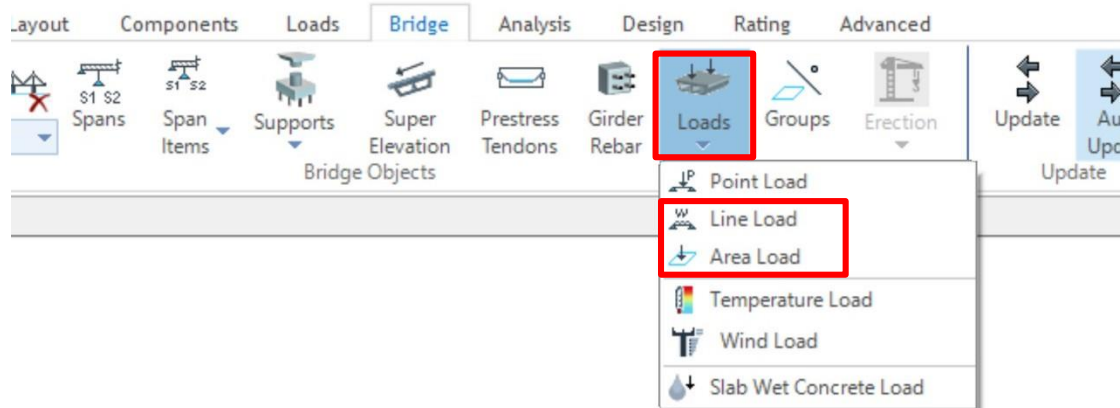 Layout Components Loads Bridge Analysis Design Rating Advanced
S1 S2
Spans
S1 S2
Span
Items
Supports
Super
Elevation
Prestress
Tendons
Girder
Rebar
Loads
Groups
Erection
Update
Bridge Objects
Update
P Point Load
W Line Load
Area Load
Temperature Load
Wind Load
Slab Wet Concrete Load